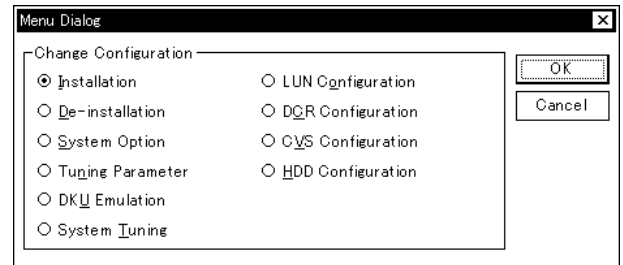 Menu Dialog
Change Configuration
Installation
De-installation
System Option
Tuning Parameter
DKU Emulation
System Tuning
LUN Configuration
DCR Configuration
CVS Configuration
HDD Configuration
OK
Cancel